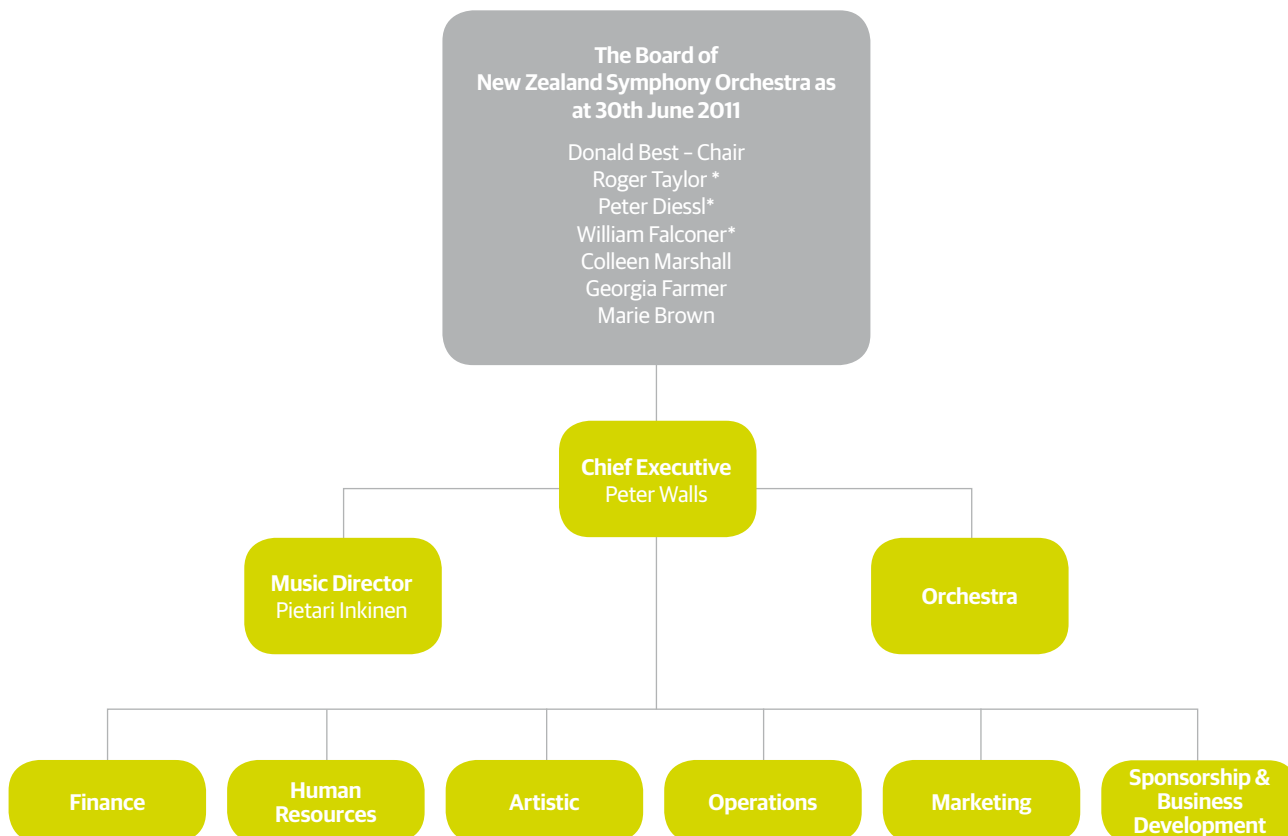 The Board of
New Zealand Symphony Orchestra as
at 30th June 2011
Donald Best – Chair
Roger Taylor *
Peter Diessl*
William Falconer*
Colleen Marshall
Georgia Farmer
Marie Brown
Chief Executive
Peter Walls
Music Director
Pietari Inkinen
Orchestra
Finance
Human
Resources
Artistic
Operations
Marketing
Sponsorship &
Business
Development